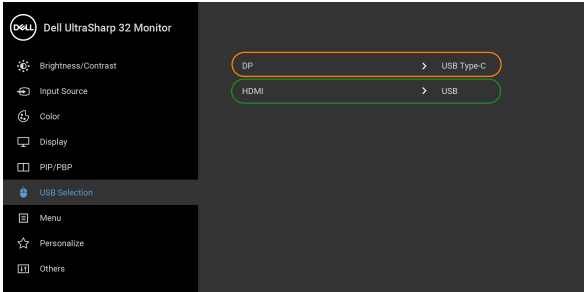 DELL Dell UltraSharp 32 Monitor
Brightness/Contrast
Input Source
Color
Display
PIP/PBP
USB Selection
Menu
Personalize
Others
DP > USB Type-C
HDMI > USB